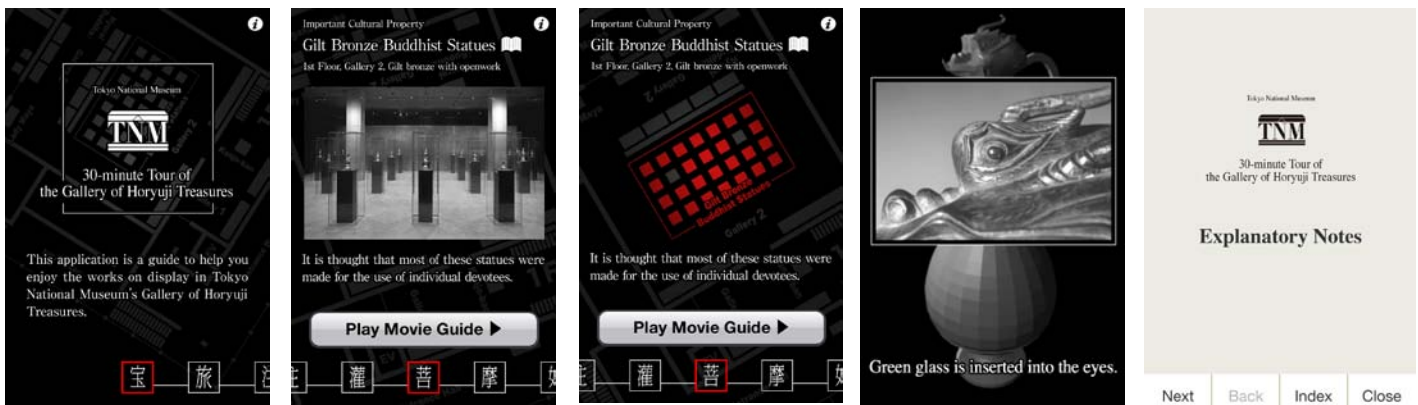 Tokyo National Museum
TNM
30-minute Tour of
the Gallery of Horyuji Treasures
This application is a guide to help you
enjoy the works on display in Tokyo
National Museum's Gallery of Horyuji
Treasures.
宝 旅
Important Cultural Property
Gilt Bronze Buddhist Statues
1st Floor, Gallery 2, Gilt bronze with openwork
It is thought that most of these statues were
made for the use of individual devotees.
Play Movie Guide
灌 菩 摩
Important Cultural Property
Gilt Bronze Buddhist Statues
1st Floor, Gallery 2, Gilt bronze with openwork
Gallery 2
Gilt Bronze
Buddhist Statues
Gallery 2
It is thought that most of these statues were
made for the use of individual devotees.
Play Movie Guide
灌 菩 摩
Green glass is inserted into the eyes.
Tokyo National Museum
TNM
30-minute Tour of
the Gallery of Horyuji Treasures
Explanatory Notes
Next Back Index Close